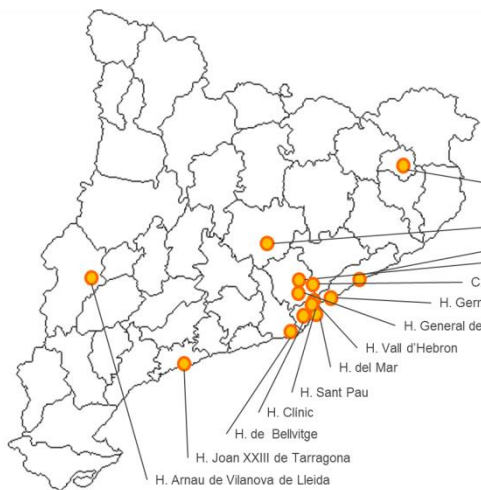 C
H. Gerr
H. General de
H. Vall d'Hebron
H. del Mar
H. Sant Pau
H. Clínic
H. de Bellvitge
H. Joan XXIII de Tarragona
H. Arnau de Vilanova de Lleida